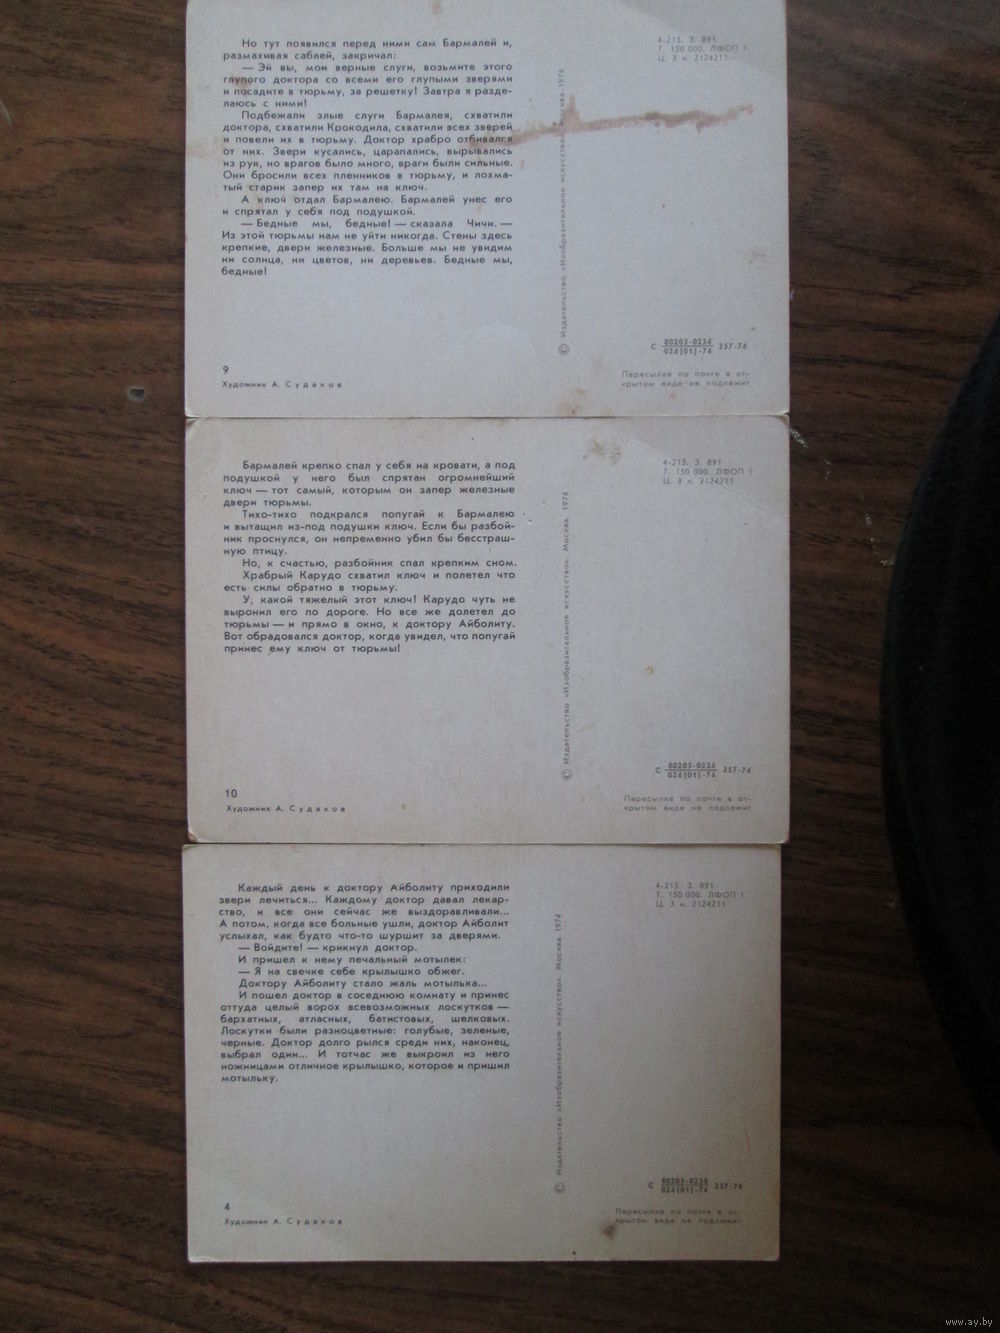 Но тут появился перед ними сам Бармалей и,
размахивая саблей, закричал:
— Эй вы, мои верные слуги, возьмите этого
глупого доктора со всеми его глупыми зверями
и посадите в тюрьму, за решетку! Завтра я разде-
лаюсь с ними!
Подбежали злые слуги Бармалея, схватили
доктора, схватили Крокодила, схватили всех зверей
и повели их в тюрьму. Доктор храбро отбивался
от них. Звери кусались, царапались, вырывались
из рук, но врагов было много, враги были сильные.
Они бросили всех пленников в тюрьму, и лохма-
тый старик запер их там на ключ.
А ключ отдал Бармалею. Бармалей унес его
и спрятал у себя под подушкой.
— Бедные мы, бедные! — сказала Чичи. —
Из этой тюрьмы нам не уйти никогда. Стены здесь
крепкие, двери железные. Больше мы не увидим
ни солнца, ни цветов, ни деревьев. Бедные мы,
бедные!
9
Художник А. Судаков
© Издательство «Изобразительное искусство». Москва. 1974
4-213. З. 891
Т. 150 000. ЛФОП 1
Ц. 3 к. 2124211
С 80205-0234
024(01)-74 257-74
Пересылке по почте в от-
крытом виде не подлежит
Бармалей крепко спал у себя на кровати, а под
подушкой у него был спрятан огромнейший
ключ — тот самый, которым он запер железные
двери тюрьмы.
Тихо-тихо подкрался попугай к Бармалею
и вытащил из-под подушки ключ. Если бы разбой-
ник проснулся, он непременно убил бы бесстраш-
ную птицу.
Но, к счастью, разбойник спал крепким сном.
Храбрый Карудо схватил ключ и полетел что
есть силы обратно в тюрьму.
У, какой тяжелый этот ключ! Карудо чуть не
выронил его по дороге. Но все же долетел до
тюрьмы — и прямо в окно, к доктору Айболиту.
Вот обрадовался доктор, когда увидел, что попугай
принес ему ключ от тюрьмы!
10
Художник А. Судаков
© Издательство «Изобразительное искусство». Москва. 1974
4-213. З. 891
Т. 150 000. ЛФОП 1
Ц. 3 к. 2124211
С 80205-0234
024(01)-74 257-74
Пересылке по почте в от-
крытом виде не подлежит
Каждый день к доктору Айболиту приходили
звери лечиться... Каждому доктор давал лекар-
ство, и все они сейчас же выздоравливали...
А потом, когда все больные ушли, доктор Айболит
услыхал, как будто что-то шуршит за дверями.
— Войдите! — крикнул доктор.
И пришел к нему печальный мотылек:
— Я на свечке себе крылышко обжег.
Доктору Айболиту стало жаль мотылька...
И пошел доктор в соседнюю комнату и принес
оттуда целый ворох всевозможных лоскутков —
бархатных, атласных, батистовых, шелковых.
Лоскутки были разноцветные: голубые, зеленые,
черные. Доктор долго рылся среди них, наконец,
выбрал один... И тотчас же выкроил из него
ножницами отличное крылышко, которое и пришил
мотыльку.
4
Художник А. Судаков
© Издательство «Изобразительное искусство». Москва 1974
4-213. З. 891
Т. 150 000. ЛФОП 1
Ц. 3 к. 2124211
С 80205-0234
024(01)-74 257-74
Пересылке по почте в от-
крытом виде не подлежит
www.ay.by